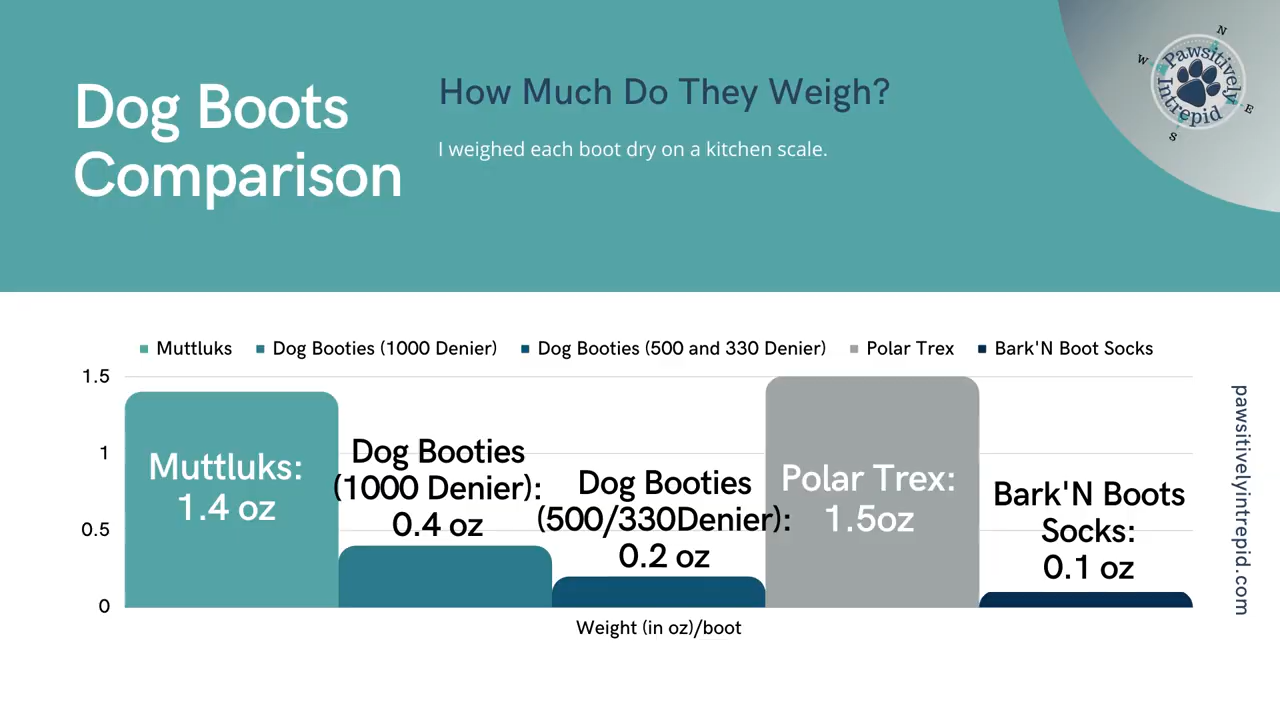 Dog Boots
Comparison
How Much Do They Weigh?
I weighed each boot dry on a kitchen scale.
N
W
E
S
Pawsitively
Intrepid
Muttluks
Dog Booties (1000 Denier)
Dog Booties (500 and 330 Denier)
Polar Trex
Bark'N Boot Socks
1.5
1
0.5
0
Muttluks:
1.4 oz
Dog Booties
(1000 Denier):
0.4 oz
Dog Booties
(500/330Denier):
0.2 oz
Polar Trex:
1.5oz
Bark'N Boots
Socks:
0.1 oz
Weight (in oz)/boot
pawsitivelyintrepid.com